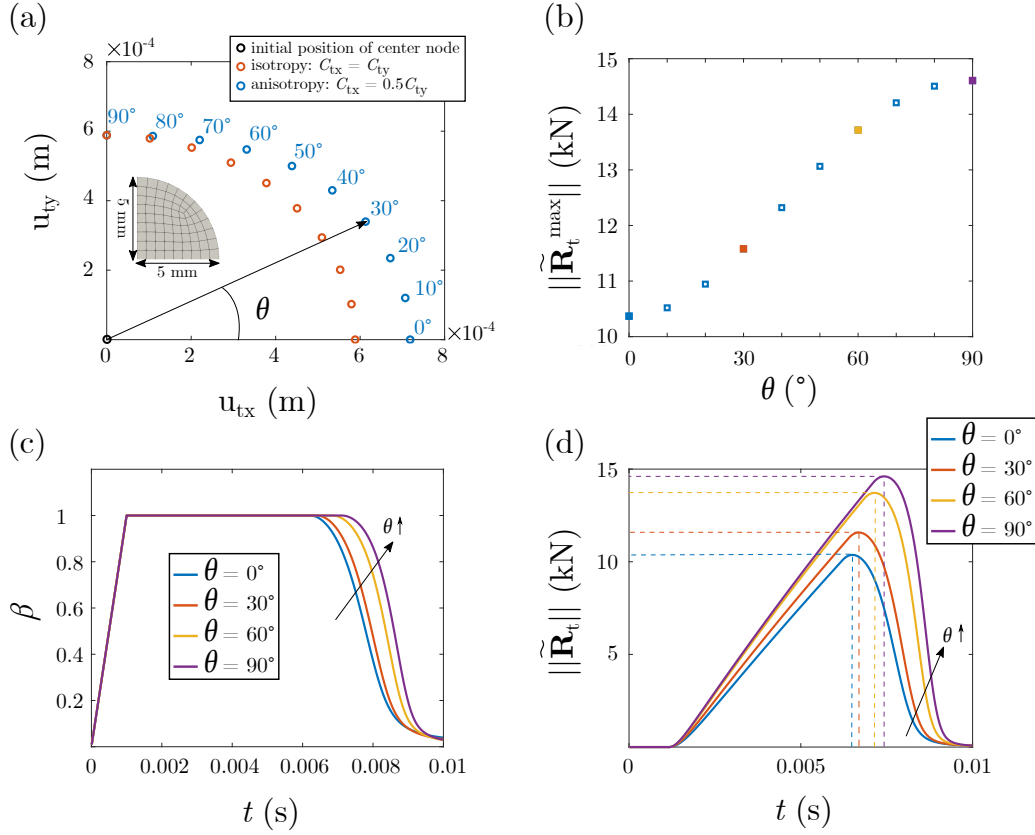 (a)
×10⁻⁴
initial position of center node
isotropy: C_tx = C_ty
anisotropy: C_tx = 0.5C_ty
8
6
4
2
0
90°
80°
70°
60°
50°
40°
30°
20°
10°
0°
5 mm
5 mm
θ
×10⁻⁴
0
2
4
6
8
u_ty (m)
u_tx (m)
(b)
15
14
13
12
11
10
0
30
60
90
||R̃_t^max|| (kN)
θ (°)
(c)
1
0.8
0.6
0.4
0.2
θ = 0°
θ = 30°
θ = 60°
θ = 90°
θ↑
0
0.002
0.004
0.006
0.008
0.01
β
t (s)
(d)
θ = 0°
θ = 30°
θ = 60°
θ = 90°
15
10
5
θ↑
0
0.005
0.01
||R̃_t|| (kN)
t (s)